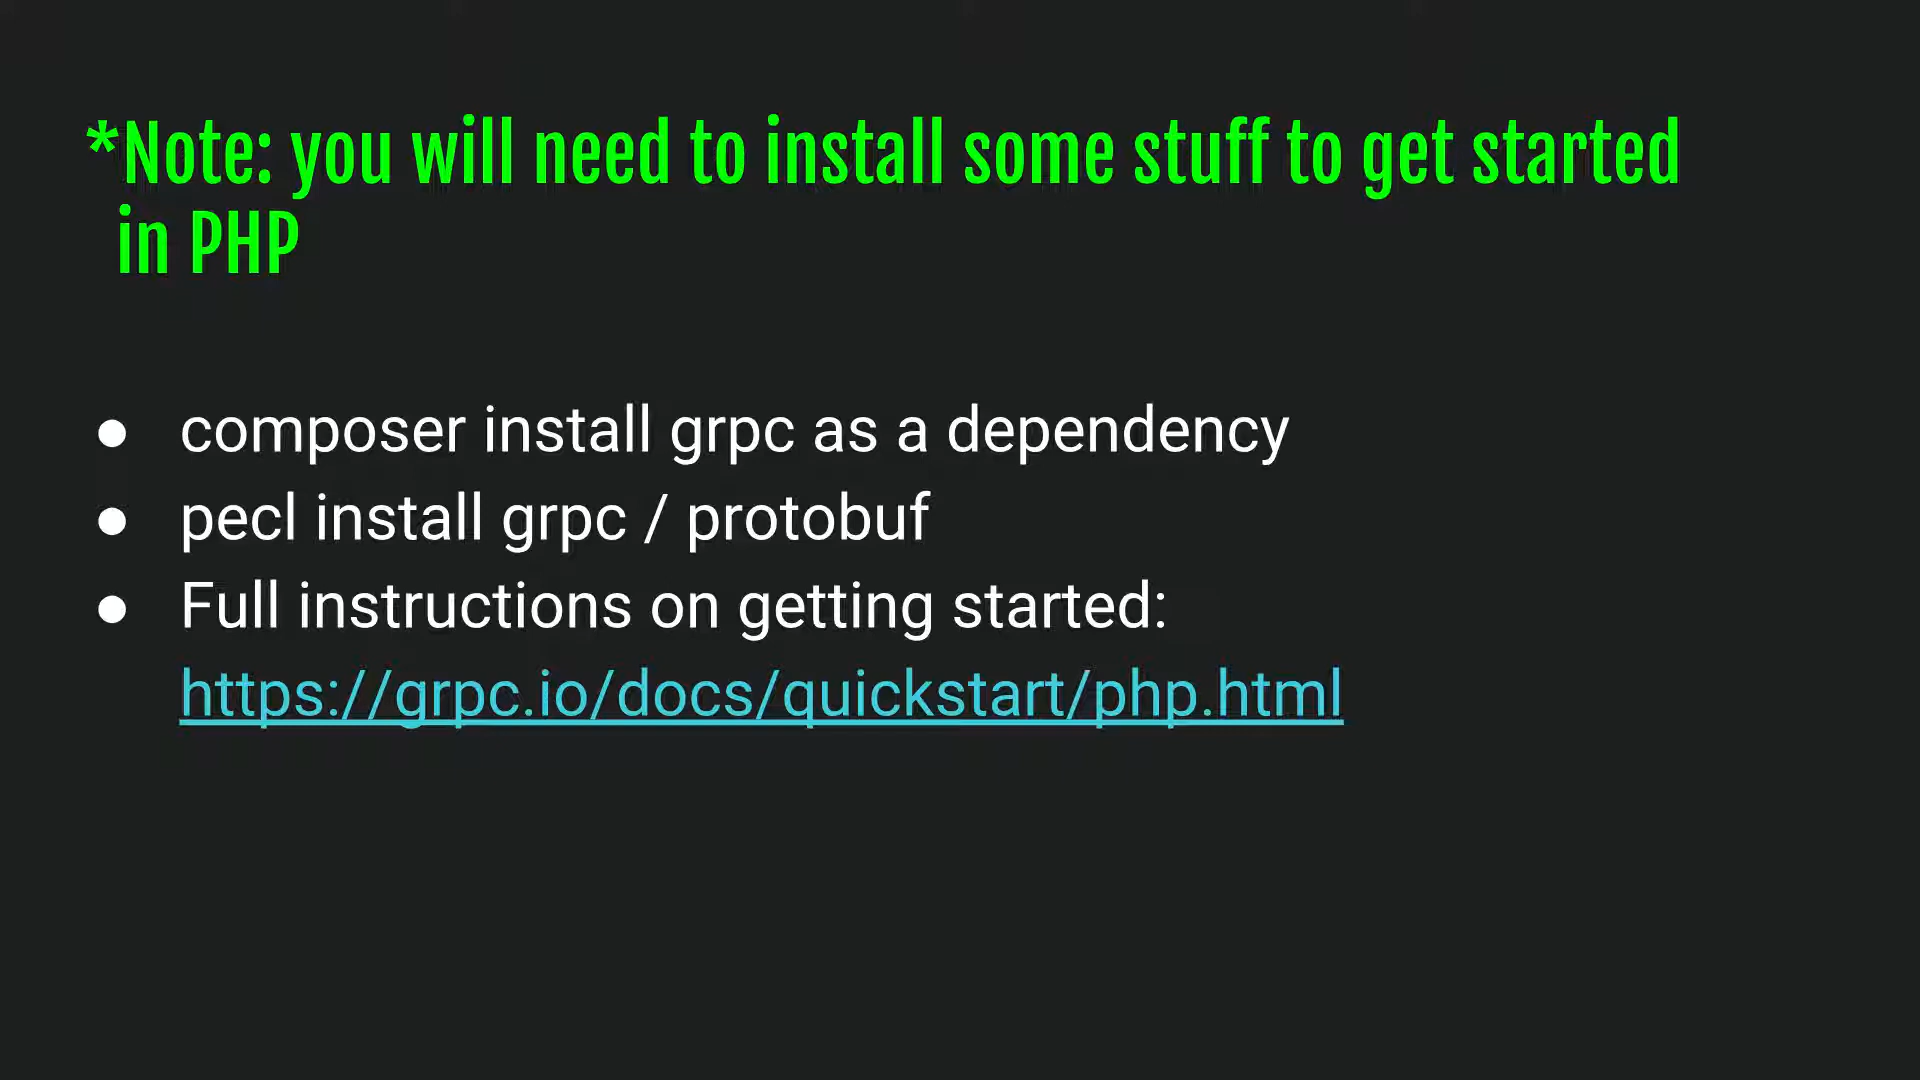 *Note: you will need to install some stuff to get started
in PHP
● composer install grpc as a dependency
● pecl install grpc / protobuf
● Full instructions on getting started:
https://grpc.io/docs/quickstart/php.html